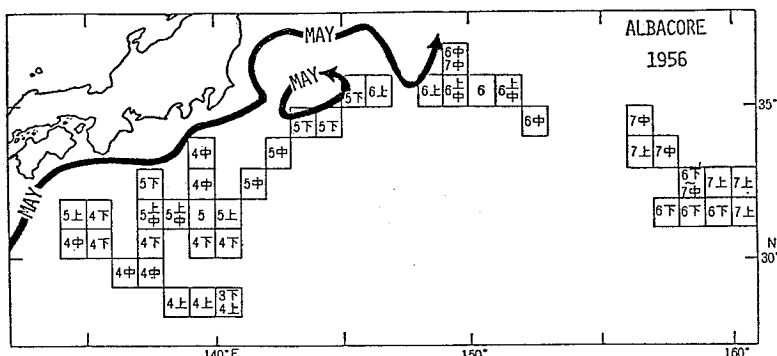 ALBACORE
1956
MAY
MAY
MAY
6中
7中
5下
6上
6上
6上
中
6
6上
中
35°
5下
5下
6中
7中
4中
5中
7上
7中
5下
4中
5中
6下
~
7中
7上
7上
5上
4下
5上
中
5上
中
5
5上
6下
6下
6下
7上
4中
4下
4下
4下
4下
N
30°
4中
4中
4上
4上
3下
4上
140°E
150°
160°